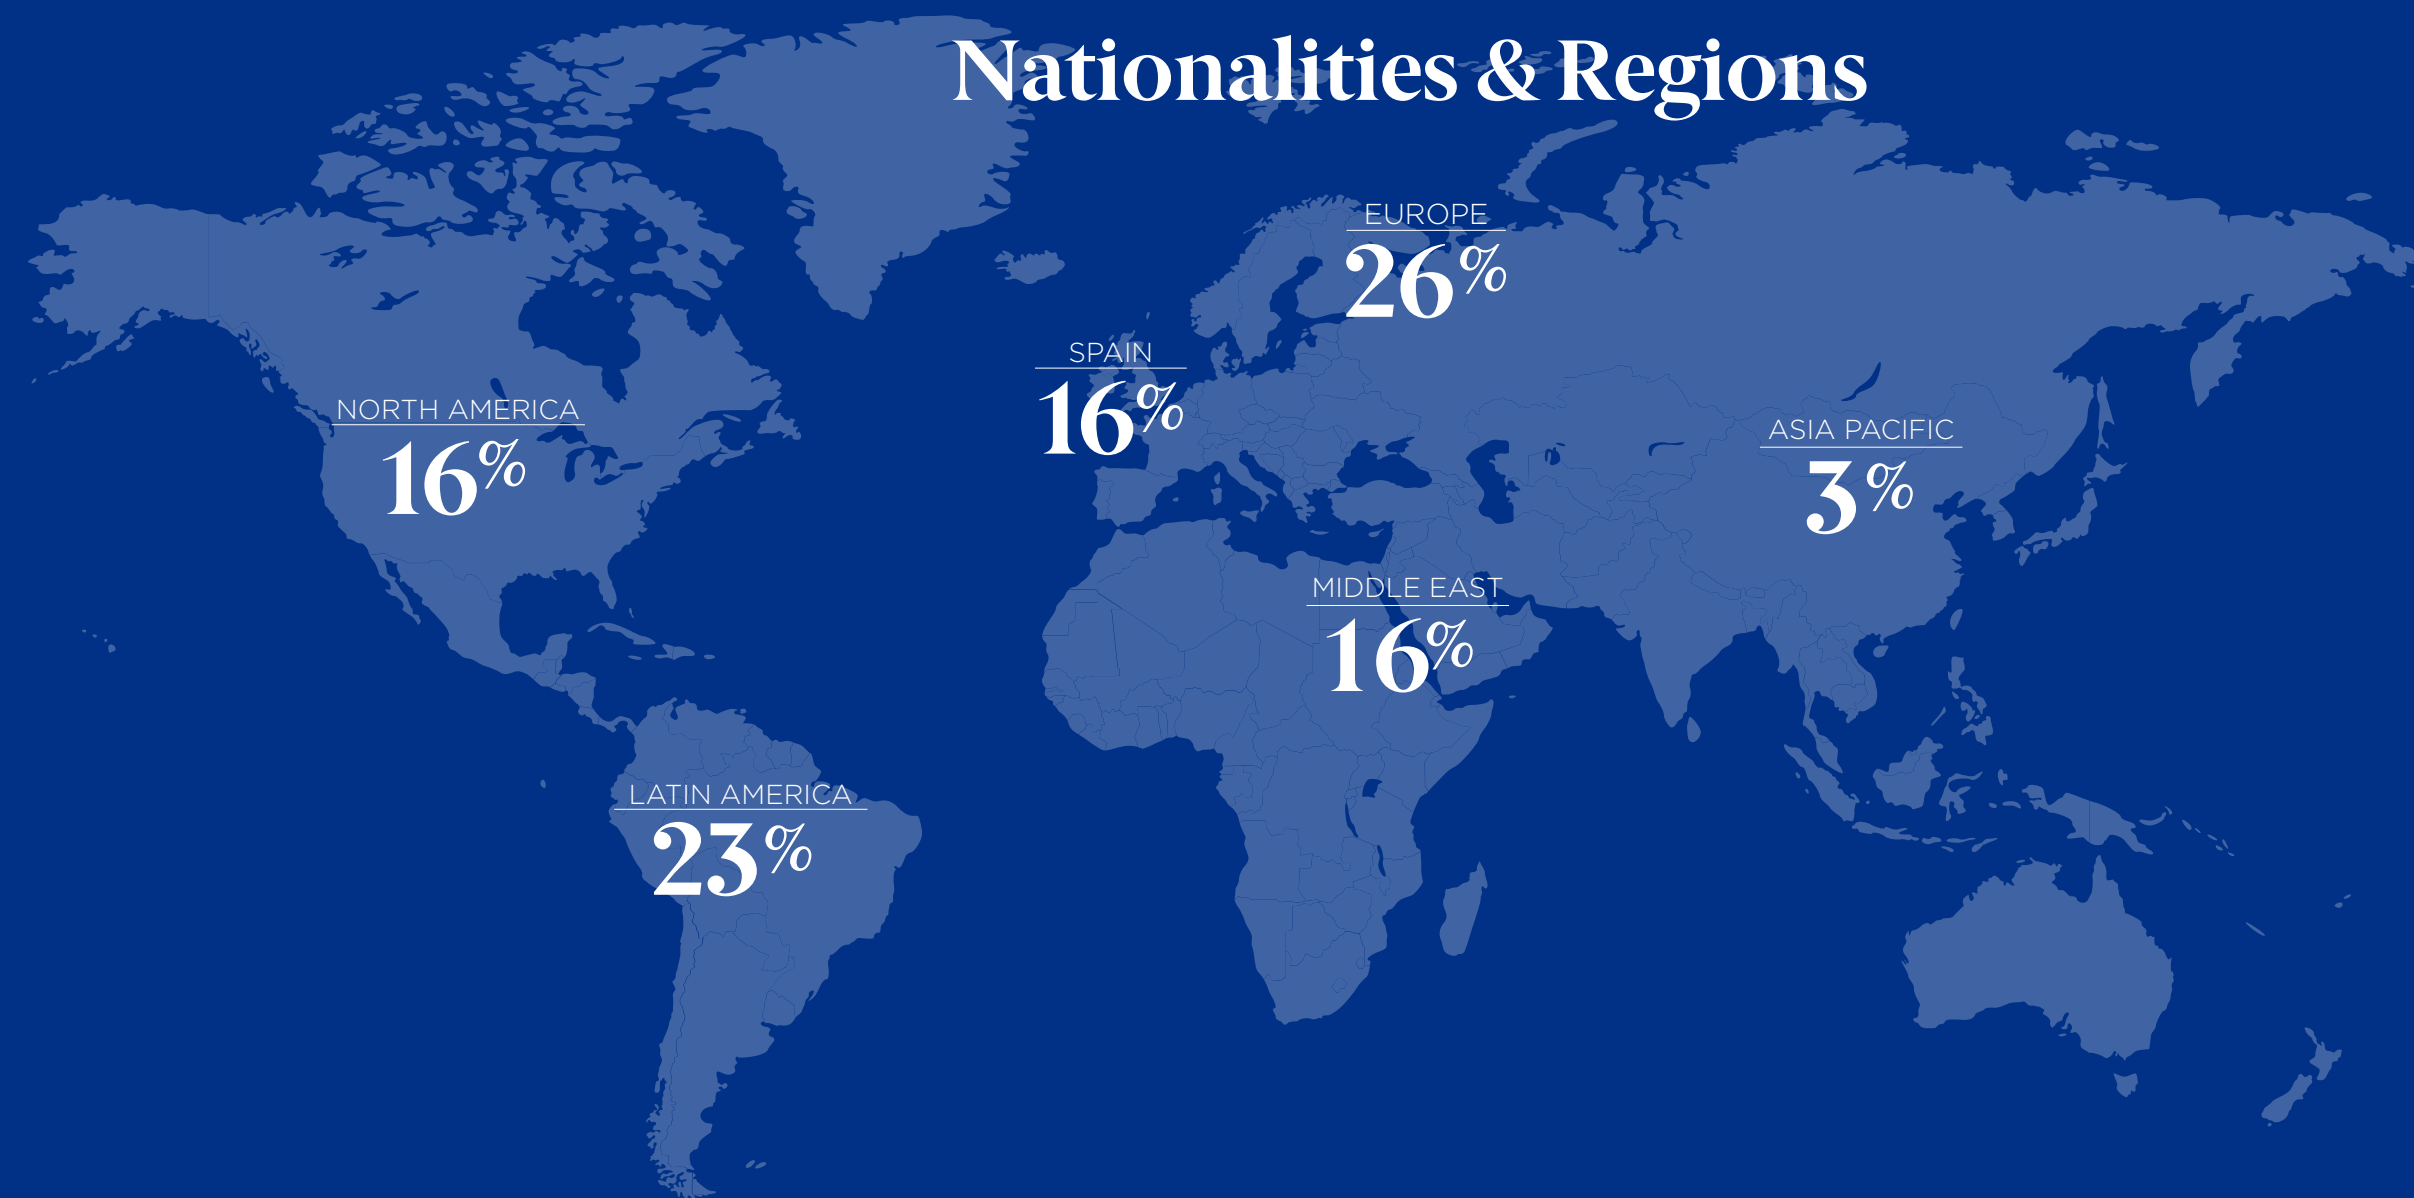 Nationalities & Regions
EUROPE
26%
SPAIN
16%
NORTH AMERICA
16%
ASIA PACIFIC
3%
MIDDLE EAST
16%
LATIN AMERICA
23%